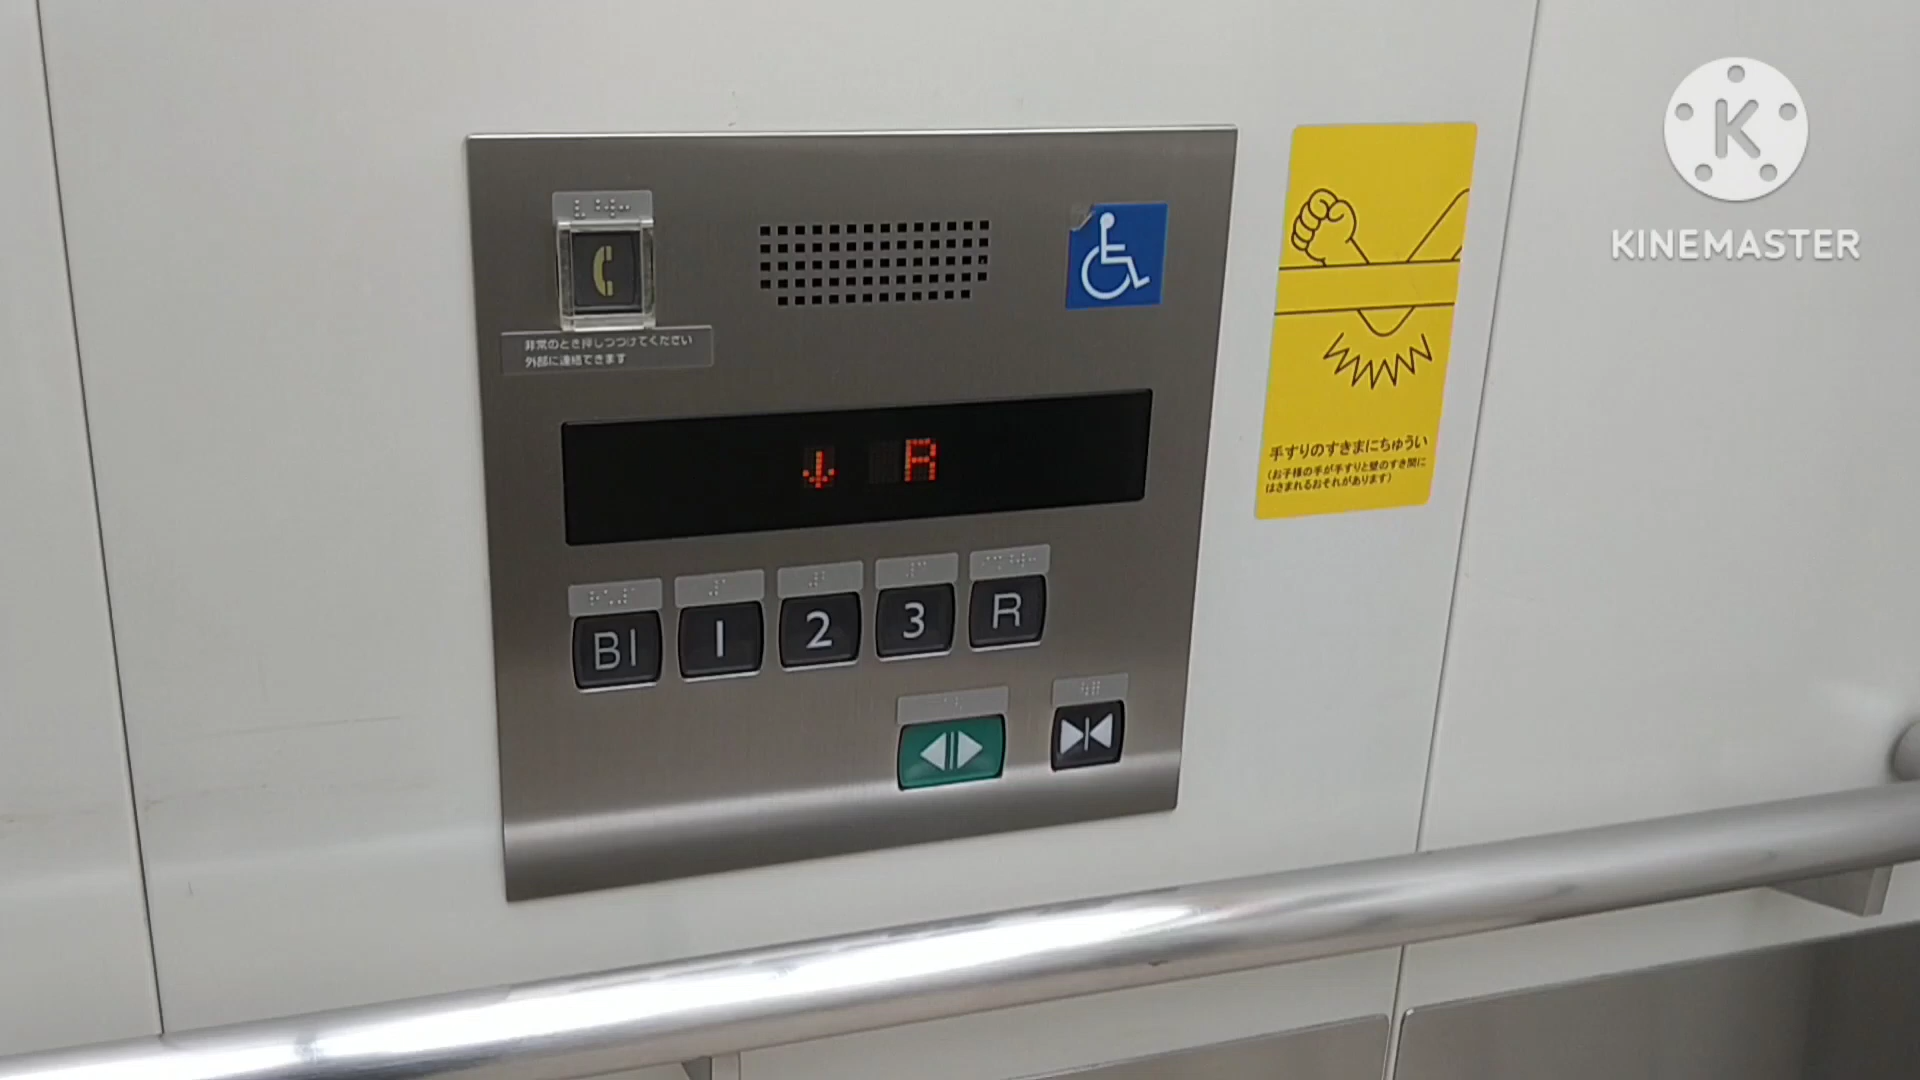 K
KINEMASTER
非常のとき押しつづけてください
外部に連絡できます
↓ R
B1 1 2 3 R
手すりのすきまにちゅうい
(お子様の手が手すりと壁のすき間に
はさまれるおそれがあります)